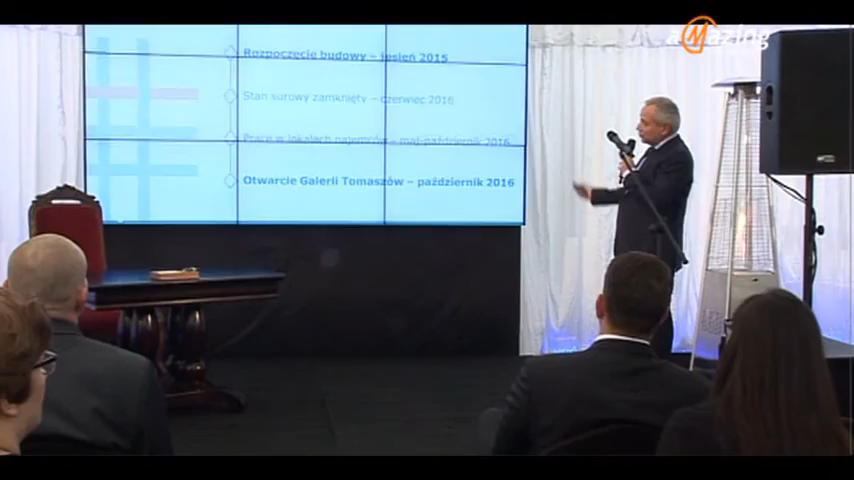 aMazing
Rozpoczęcie budowy – jesień 2015
Stan surowy zamknięty – czerwiec 2016
Prace w lokalach najemców – maj-październik 2016
Otwarcie Galerii Tomaszów – październik 2016